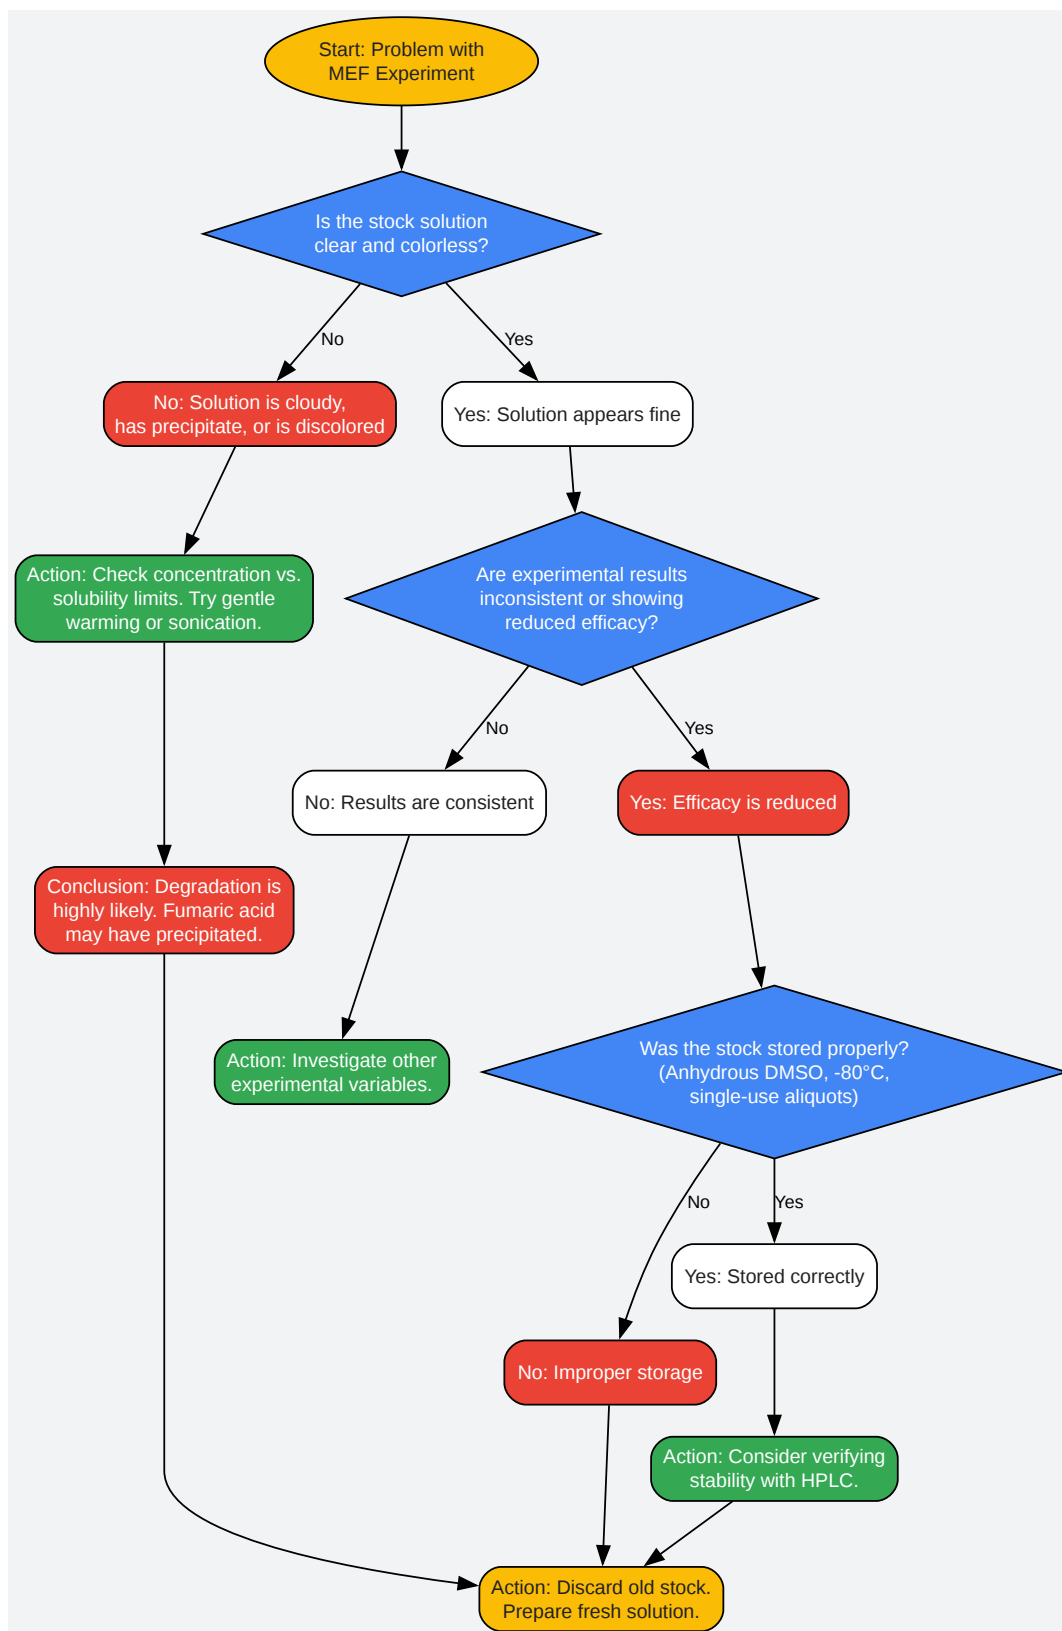 Start: Problem with
MEF Experiment
Is the stock solution
clear and colorless?
No
Yes
No: Solution is cloudy,
has precipitate, or is discolored
Yes: Solution appears fine
Action: Check concentration vs.
solubility limits. Try gentle
warming or sonication.
Are experimental results
inconsistent or showing
reduced efficacy?
No
Yes
No: Results are consistent
Yes: Efficacy is reduced
Conclusion: Degradation is
highly likely. Fumaric acid
may have precipitated.
Action: Investigate other
experimental variables.
Was the stock stored properly?
(Anhydrous DMSO, -80°C,
single-use aliquots)
No
Yes
Yes: Stored correctly
No: Improper storage
Action: Consider verifying
stability with HPLC.
Action: Discard old stock.
Prepare fresh solution.